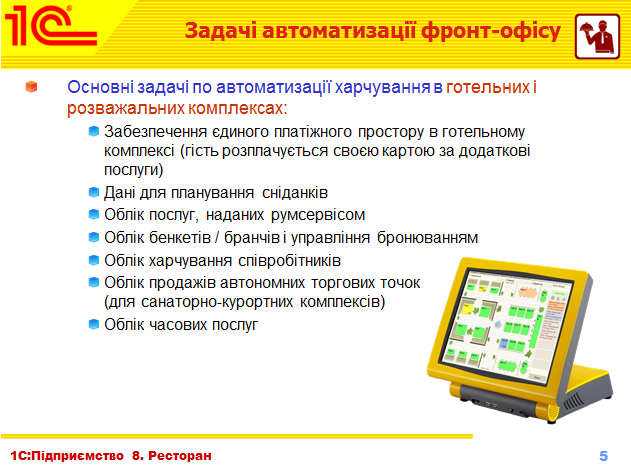 1С
Задачі автоматизації фронт-офісу
Основні задачі по автоматизації харчування в готельних і
розважальних комплексах:
Забезпечення єдиного платіжного простору в готельному
комплексі (гість розплачується своєю картою за додаткові
послуги)
Дані для планування сніданків
Облік послуг, наданих румсервісом
Облік бенкетів / бранчів і управління бронюванням
Облік харчування співробітників
Облік продажів автономних торгових точок
(для санаторно-курортних комплексів)
Облік часових послуг
1С:Підприємство 8. Ресторан
5